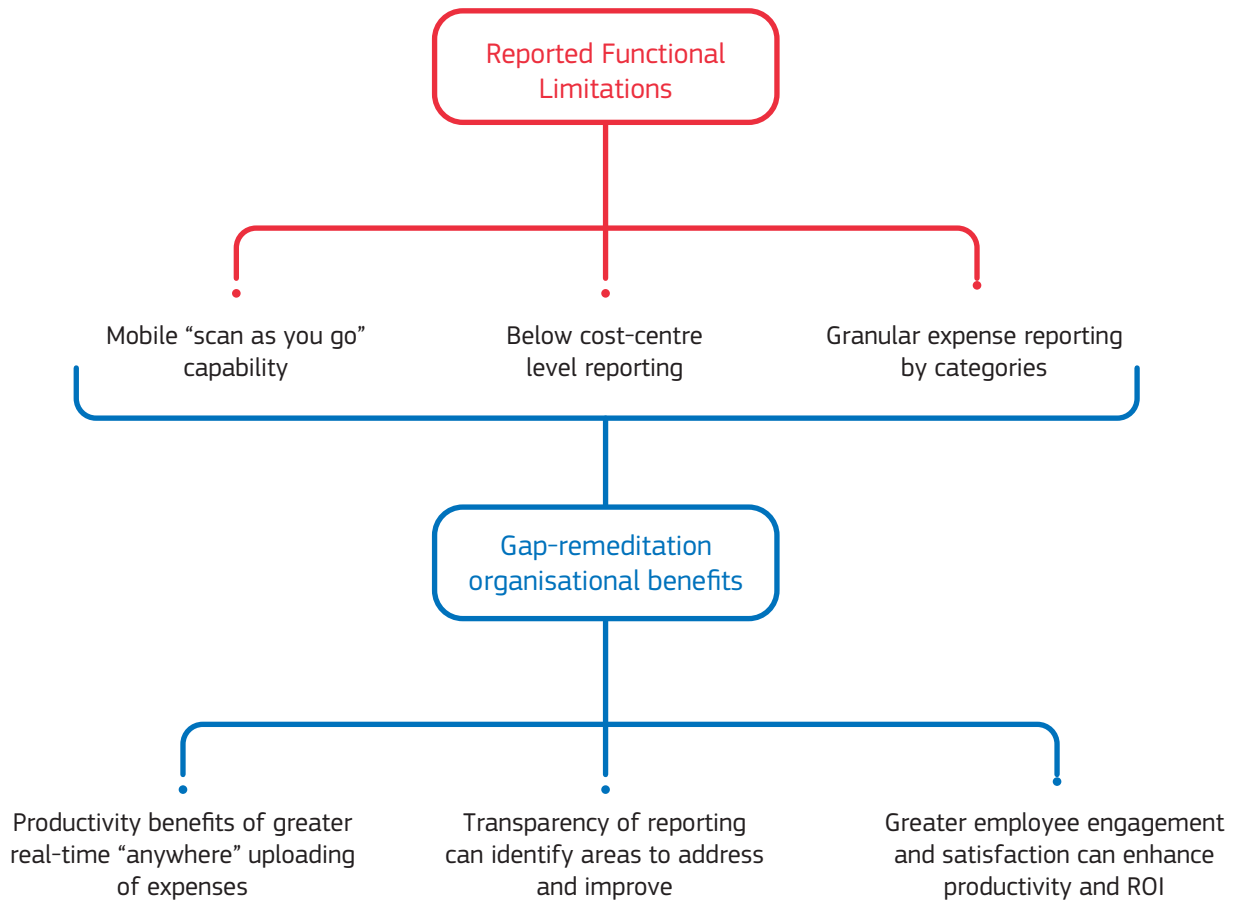 Reported Functional
Limitations
Mobile “scan as you go”
capability
Below cost-centre
level reporting
Granular expense reporting
by categories
Gap-remeditation
organisational benefits
Productivity benefits of greater
real-time “anywhere” uploading
of expenses
Transparency of reporting
can identify areas to address
and improve
Greater employee engagement
and satisfaction can enhance
productivity and ROI